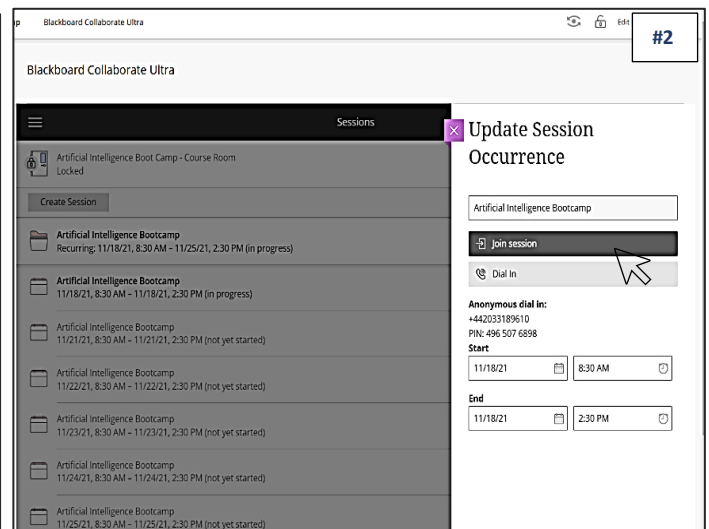 Blackboard Collaborate Ultra
Edit
#2
Blackboard Collaborate Ultra
Sessions
Artificial Intelligence Boot Camp - Course Room
Locked
Create Session
Artificial Intelligence Bootcamp
Recurring: 11/18/21, 8:30 AM – 11/25/21, 2:30 PM (in progress)
Artificial Intelligence Bootcamp
11/18/21, 8:30 AM – 11/18/21, 2:30 PM (in progress)
Artificial Intelligence Bootcamp
11/21/21, 8:30 AM – 11/21/21, 2:30 PM (not yet started)
Artificial Intelligence Bootcamp
11/22/21, 8:30 AM – 11/22/21, 2:30 PM (not yet started)
Artificial Intelligence Bootcamp
11/23/21, 8:30 AM – 11/23/21, 2:30 PM (not yet started)
Artificial Intelligence Bootcamp
11/24/21, 8:30 AM – 11/24/21, 2:30 PM (not yet started)
Artificial Intelligence Bootcamp
11/25/21, 8:30 AM – 11/25/21, 2:30 PM (not yet started)
Update Session
Occurrence
Artificial Intelligence Bootcamp
Join session
Dial In
Anonymous dial in:
+442033189610
PIN: 496 507 6898
Start
11/18/21 8:30 AM
End
11/18/21 2:30 PM